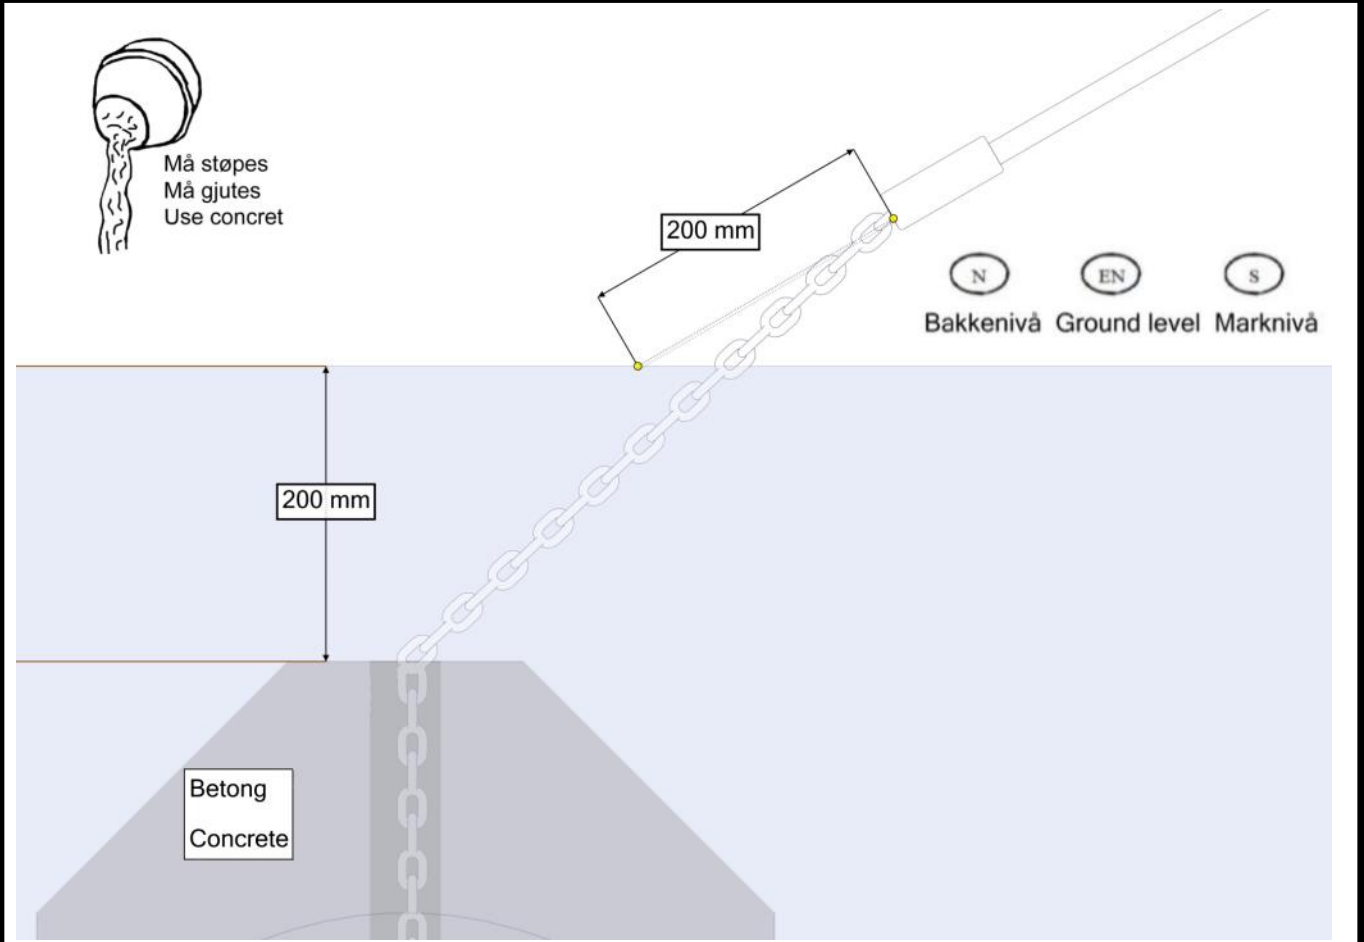 Må støpes
Må gjutes
Use concret
200 mm
N EN S
Bakkenivå Ground level Marknivå
200 mm
Betong
Concrete